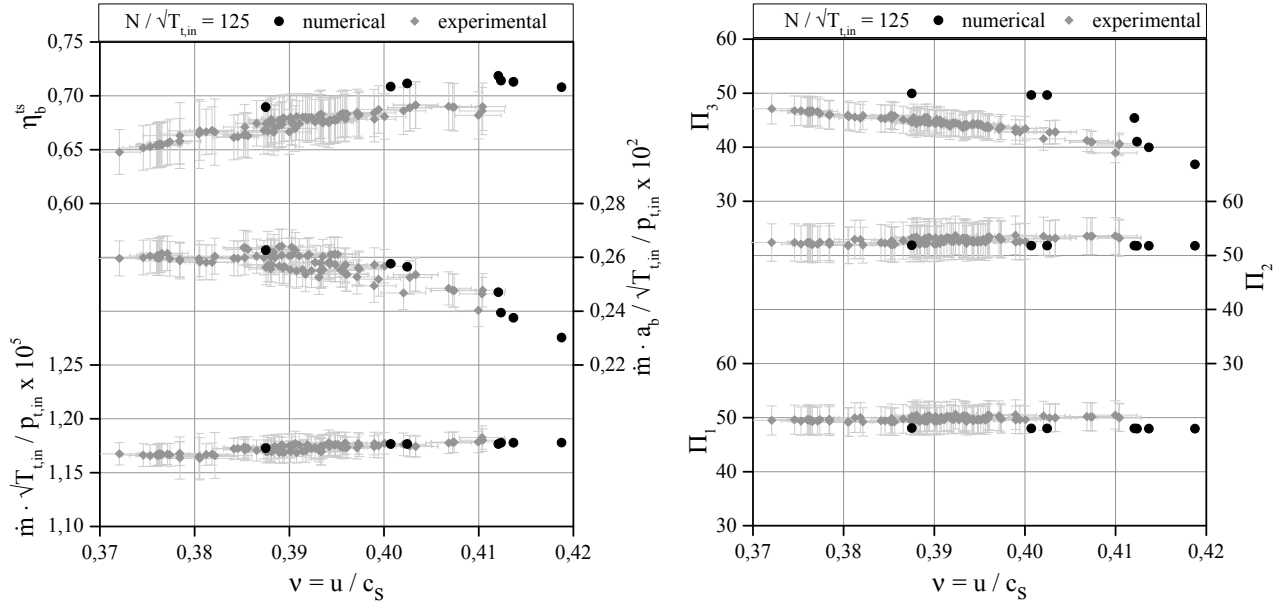 N / √T_t,in = 125 numerical experimental
0,75
0,70
0,65
0,60
η_b^ts
0,28
0,26
0,24
0,22
ṁ · a_b / √T_t,in / p_t,in x 10^2
1,25
1,20
1,15
1,10
ṁ · √T_t,in / p_t,in x 10^5
0,37 0,38 0,39 0,40 0,41 0,42
ν = u / c_s
N / √T_t,in = 125 numerical experimental
60
50
40
30
Π_3
60
50
40
30
Π_2
60
50
40
30
Π_1
0,37 0,38 0,39 0,40 0,41 0,42
ν = u / c_s